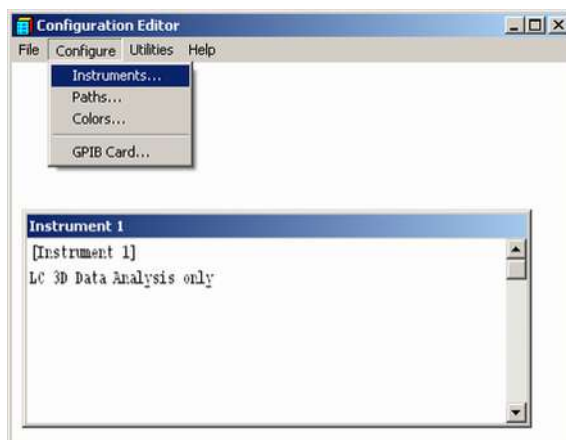 Configuration Editor
File Configure Utilities Help
Instruments...
Paths...
Colors...
GPIB Card...
Instrument 1
[Instrument 1]
LC 3D Data Analysis only